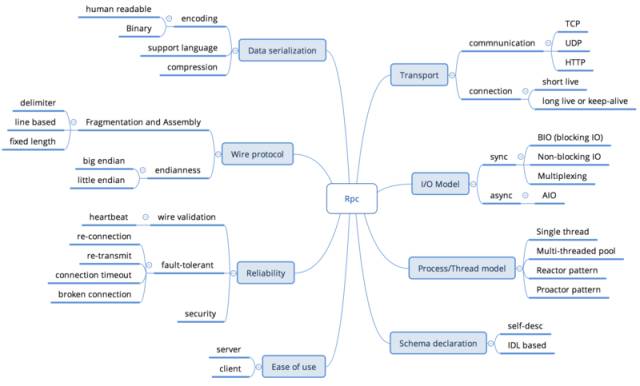 human readable
encoding
Binary
support language
compression
Data serialization
delimiter
line based
fixed length
Fragmentation and Assembly
big endian
little endian
endianness
Wire protocol
heartbeat
wire validation
re-connection
re-transmit
connection timeout
broken connection
fault-tolerant
security
Reliability
server
client
Ease of use
Rpc
Transport
commnunication
TCP
UDP
HTTP
connection
short live
long live or keep-alive
I/O Model
sync
BIO (blocking IO)
Non-blocking IO
Multiplexing
async
AIO
Process/Thread model
Single thread
Multi-threaded pool
Reactor pattern
Proactor pattern
Schema declaration
self-desc
IDL based